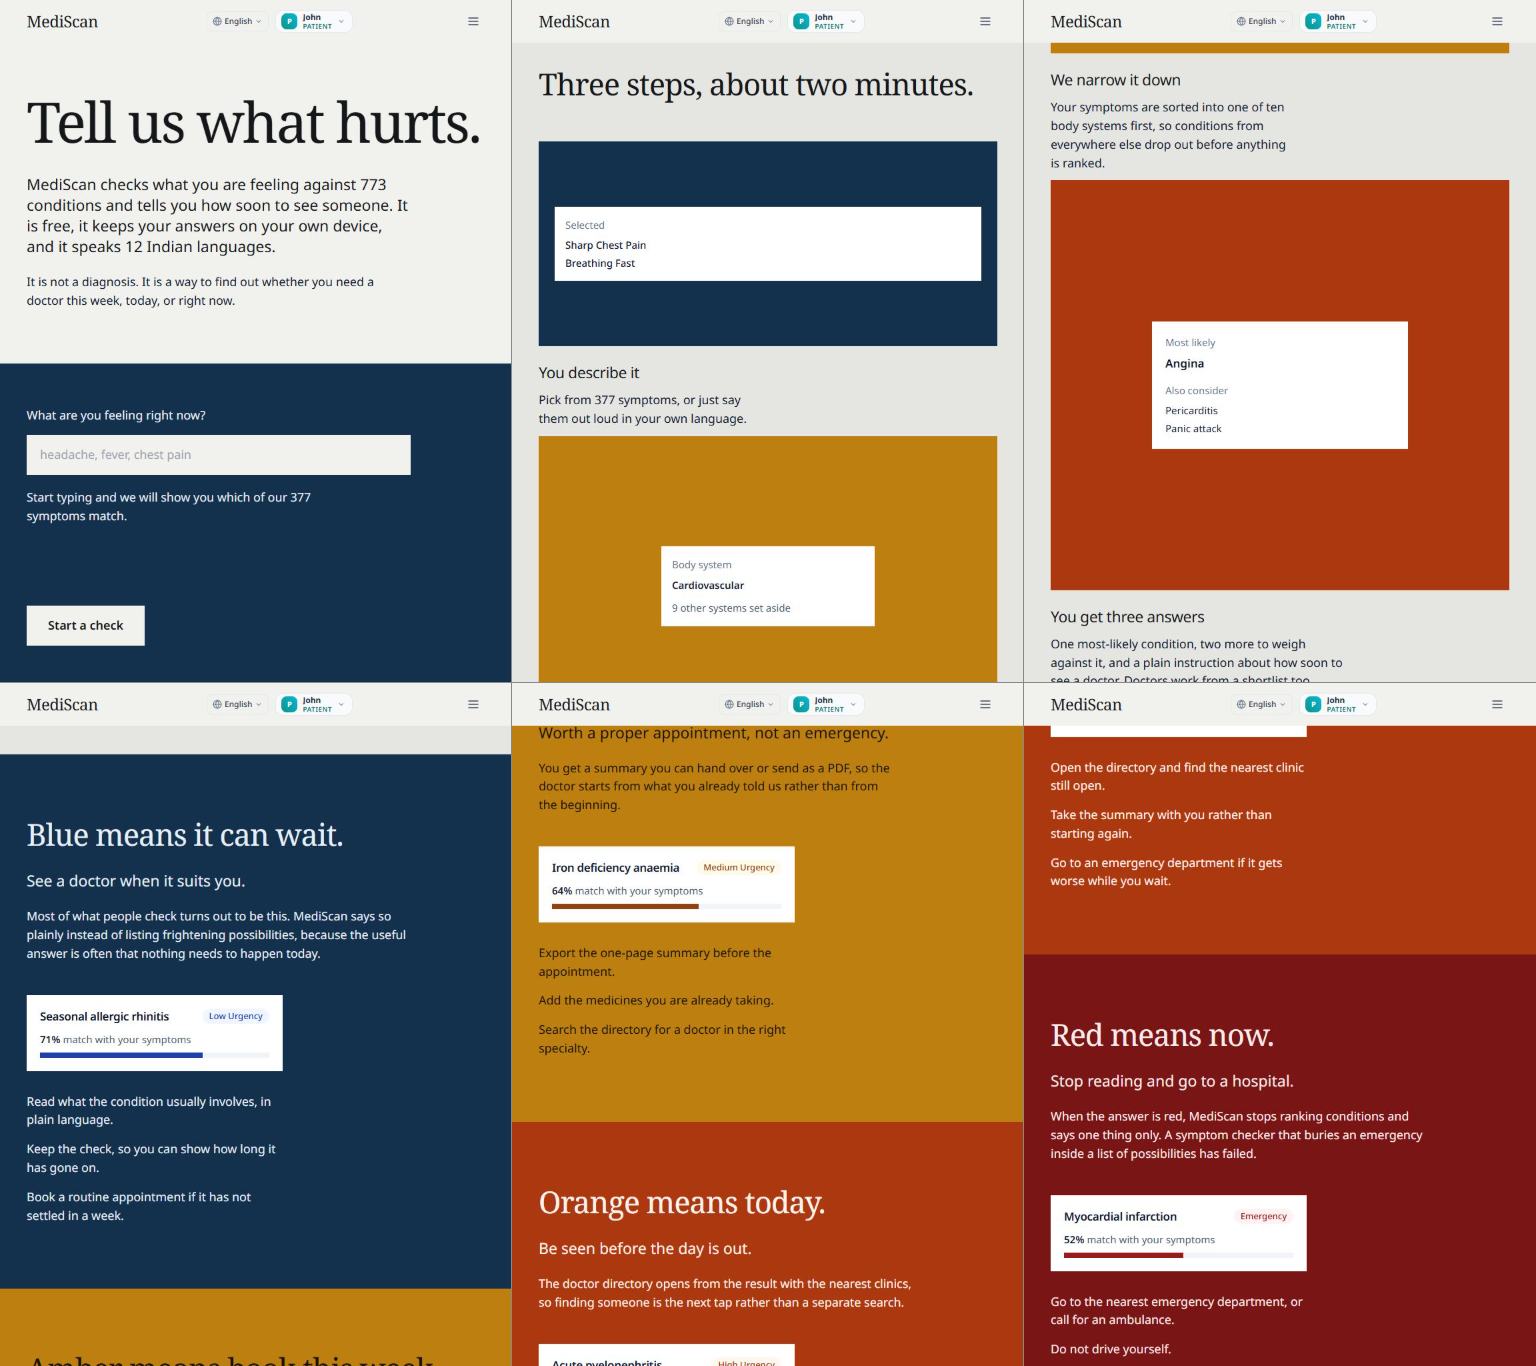 MediScan
English
P
John
PATIENT
Tell us what hurts.
MediScan checks what you are feeling against 773
conditions and tells you how soon to see someone. It
is free, it keeps your answers on your own device,
and it speaks 12 Indian languages.
It is not a diagnosis. It is a way to find out whether you need a
doctor this week, today, or right now.
What are you feeling right now?
headache, fever, chest pain
Start typing and we will show you which of our 377
symptoms match.
Start a check
MediScan
English
P
John
PATIENT
Three steps, about two minutes.
Selected
Sharp Chest Pain
Breathing Fast
You describe it
Pick from 377 symptoms, or just say
them out loud in your own language.
Body system
Cardiovascular
9 other systems set aside
MediScan
English
P
John
PATIENT
We narrow it down
Your symptoms are sorted into one of ten
body systems first, so conditions from
everywhere else drop out before anything
is ranked.
Most likely
Angina
Also consider
Pericarditis
Panic attack
You get three answers
One most-likely condition, two more to weigh
against it, and a plain instruction about how soon to
see a doctor. Doctors work from a shortlist too.
MediScan
English
P
John
PATIENT
Blue means it can wait.
See a doctor when it suits you.
Most of what people check turns out to be this. MediScan says so
plainly instead of listing frightening possibilities, because the useful
answer is often that nothing needs to happen today.
Seasonal allergic rhinitis
Low Urgency
71% match with your symptoms
Read what the condition usually involves, in
plain language.
Keep the check, so you can show how long it
has gone on.
Book a routine appointment if it has not
settled in a week.
Amber means book this week.
MediScan
English
P
John
PATIENT
Worth a proper appointment, not an emergency.
You get a summary you can hand over or send as a PDF, so the
doctor starts from what you already told us rather than from
the beginning.
Iron deficiency anaemia
Medium Urgency
64% match with your symptoms
Export the one-page summary before the
appointment.
Add the medicines you are already taking.
Search the directory for a doctor in the right
specialty.
Orange means today.
Be seen before the day is out.
The doctor directory opens from the result with the nearest clinics,
so finding someone is the next tap rather than a separate search.
Acute pyelonephritis
High Urgency
MediScan
English
P
John
PATIENT
Open the directory and find the nearest clinic
still open.
Take the summary with you rather than
starting again.
Go to an emergency department if it gets
worse while you wait.
Red means now.
Stop reading and go to a hospital.
When the answer is red, MediScan stops ranking conditions and
says one thing only. A symptom checker that buries an emergency
inside a list of possibilities has failed.
Myocardial infarction
Emergency
52% match with your symptoms
Go to the nearest emergency department, or
call for an ambulance.
Do not drive yourself.